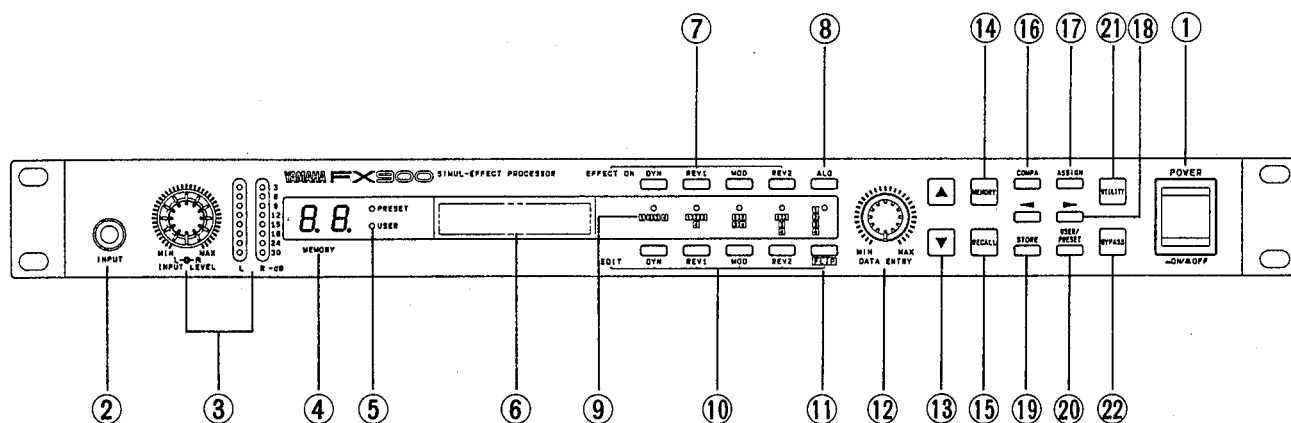 ⑦ ⑧ ⑭ ⑯ ⑰ ㉑ ⑱ ①
YAMAHA FX900 SIMUL-EFFECT PROCESSOR
EFFECT ON DYN REV1 MOD REV2 ALG
MEMORY COMPA ASSIGN UTILITY POWER
3
6
9
12
15
18
24
30
-dB
L R
INPUT
MIN MAX
L R
INPUT LEVEL
8.8.
PRESET
USER
MEMORY
EDIT DYN REV1 MOD REV2 FLIP
MIN MAX
DATA ENTRY
RECALL STORE USER/
PRESET BYPASS
ON/OFF
② ③ ④ ⑤ ⑥ ⑨ ⑩ ⑪ ⑫ ⑬ ⑮ ⑲ ⑳ ㉒